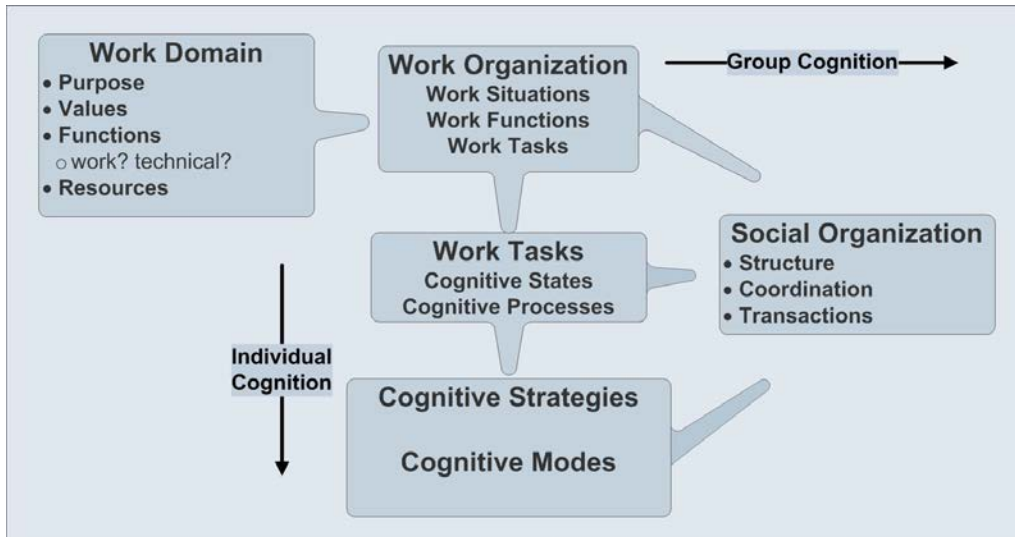 Work Domain
• Purpose
• Values
• Functions
○ work? technical?
• Resources
Work Organization
Work Situations
Work Functions
Work Tasks
Group Cognition
Work Tasks
Cognitive States
Cognitive Processes
Social Organization
• Structure
• Coordination
• Transactions
Individual
Cognition
Cognitive Strategies
Cognitive Modes